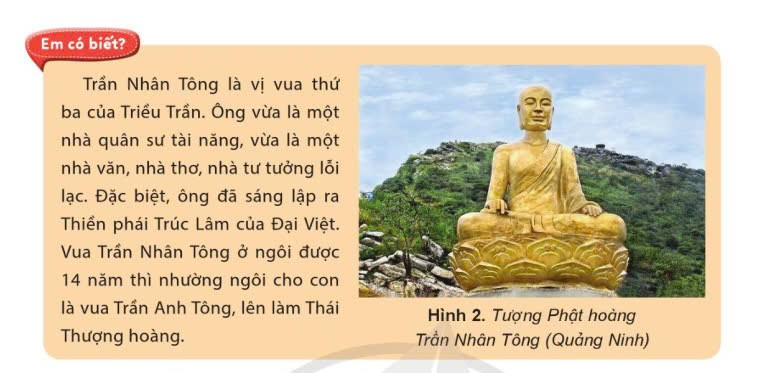 Em có biết?
Trần Nhân Tông là vị vua thứ
ba của Triều Trần. Ông vừa là một
nhà quân sư tài năng, vừa là một
nhà văn, nhà thơ, nhà tư tưởng lỗi
lạc. Đặc biệt, ông đã sáng lập ra
Thiền phái Trúc Lâm của Đại Việt.
Vua Trần Nhân Tông ở ngôi được
14 năm thì nhường ngôi cho con
là vua Trần Anh Tông, lên làm Thái
Thượng hoàng.
Hình 2. Tượng Phật hoàng
Trần Nhân Tông (Quảng Ninh)